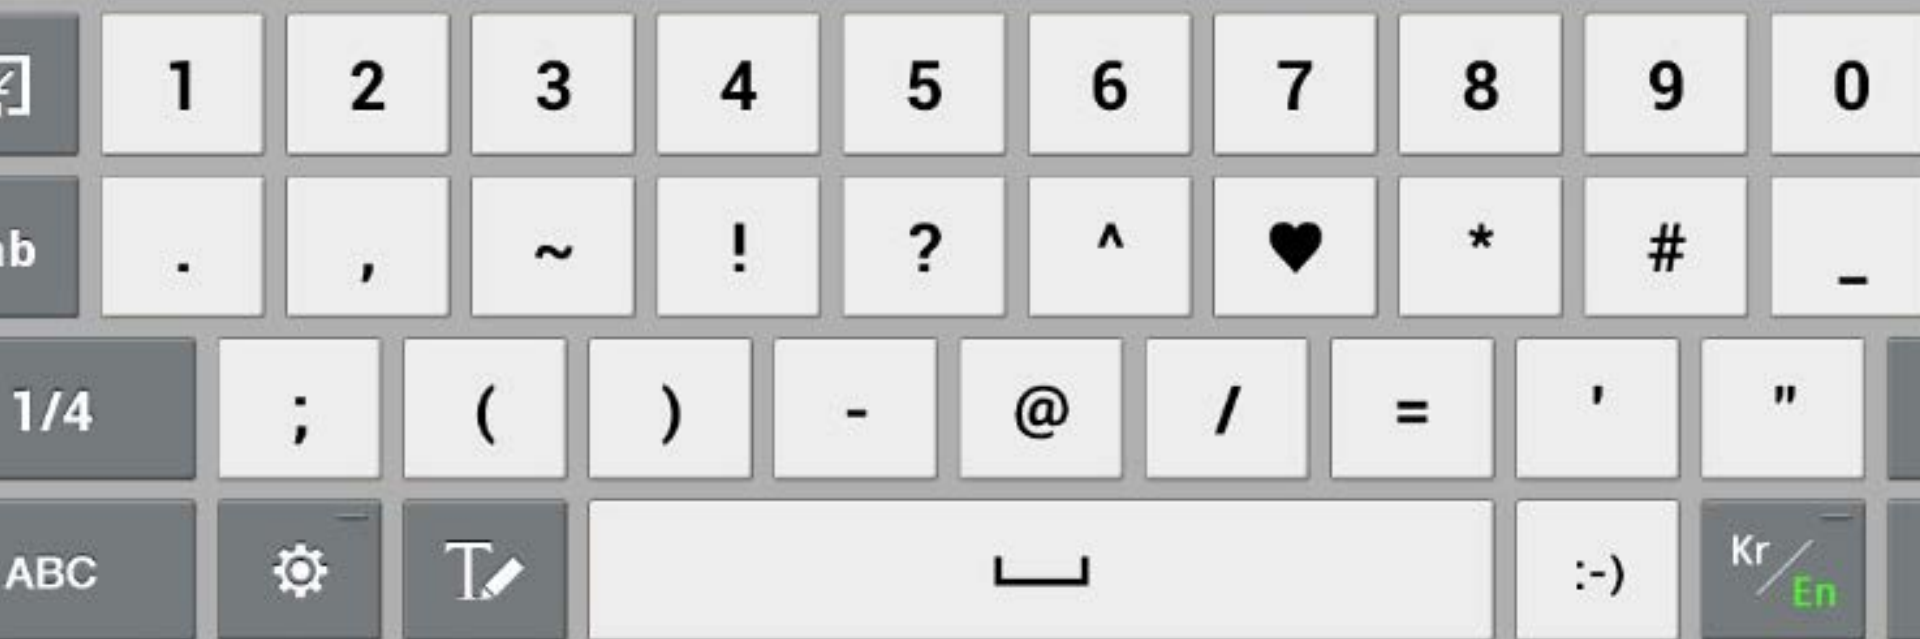 1 2 3 4 5 6 7 8 9 0
. , ~ ! ? ^ ♥ * # _
1/4 ; ( ) - @ / = ' "
ABC T :-) Kr/En